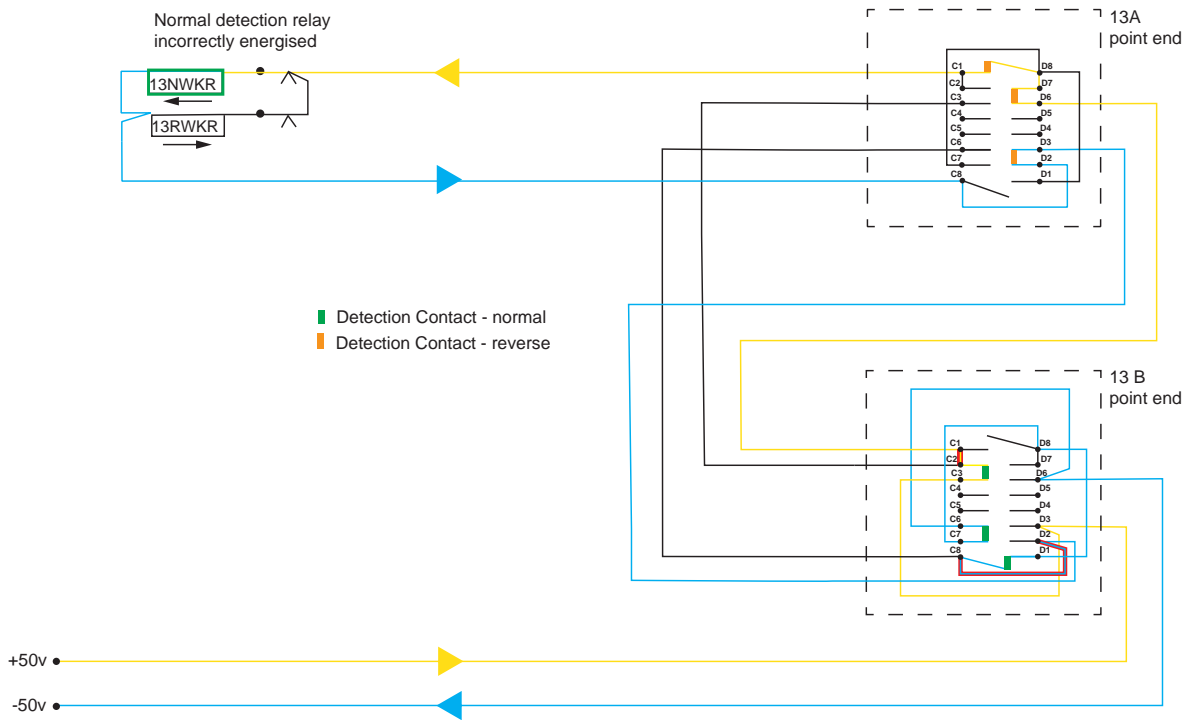 Normal detection relay
incorrectly energised
13NWKR
13RWKR
13A
point end
C1
C2
C3
C4
C5
C6
C7
C8
D8
D7
D6
D5
D4
D3
D2
D1
Detection Contact - normal
Detection Contact - reverse
13 B
point end
C1
C2
C3
C4
C5
C6
C7
C8
D8
D7
D6
D5
D4
D3
D2
D1
+50v
-50v